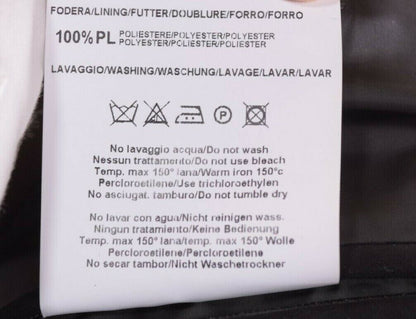 FODERA/LINING/FUTTER/DOUBLURE/FORRO/FORRO
100%PL POLIESTERE/POLYESTER/POLYESTER
POLYESTER/POLIESTER/POLYESTER
LAVAGGIO/WASHING/WASCHUNG/LAVAGE/LAVAR/LAVAR
P
No lavaggio acqua/Do not wash
Nessun trattamento/Do not use bleach
Temp. max 150° lana/Warm iron 150°c
Percloroetilene/Use trichloroethylen
No asciugat. tambor/Do not tumble dry
No lavar con agua/Nicht reinigen wass.
Ningun tratamiento/Keine Bedienung
Temp. max 150° lana/temp. max 150° Wolle
Percloroetilene/Percloroetilene
No secar tambor/Nicht Waschetrockner